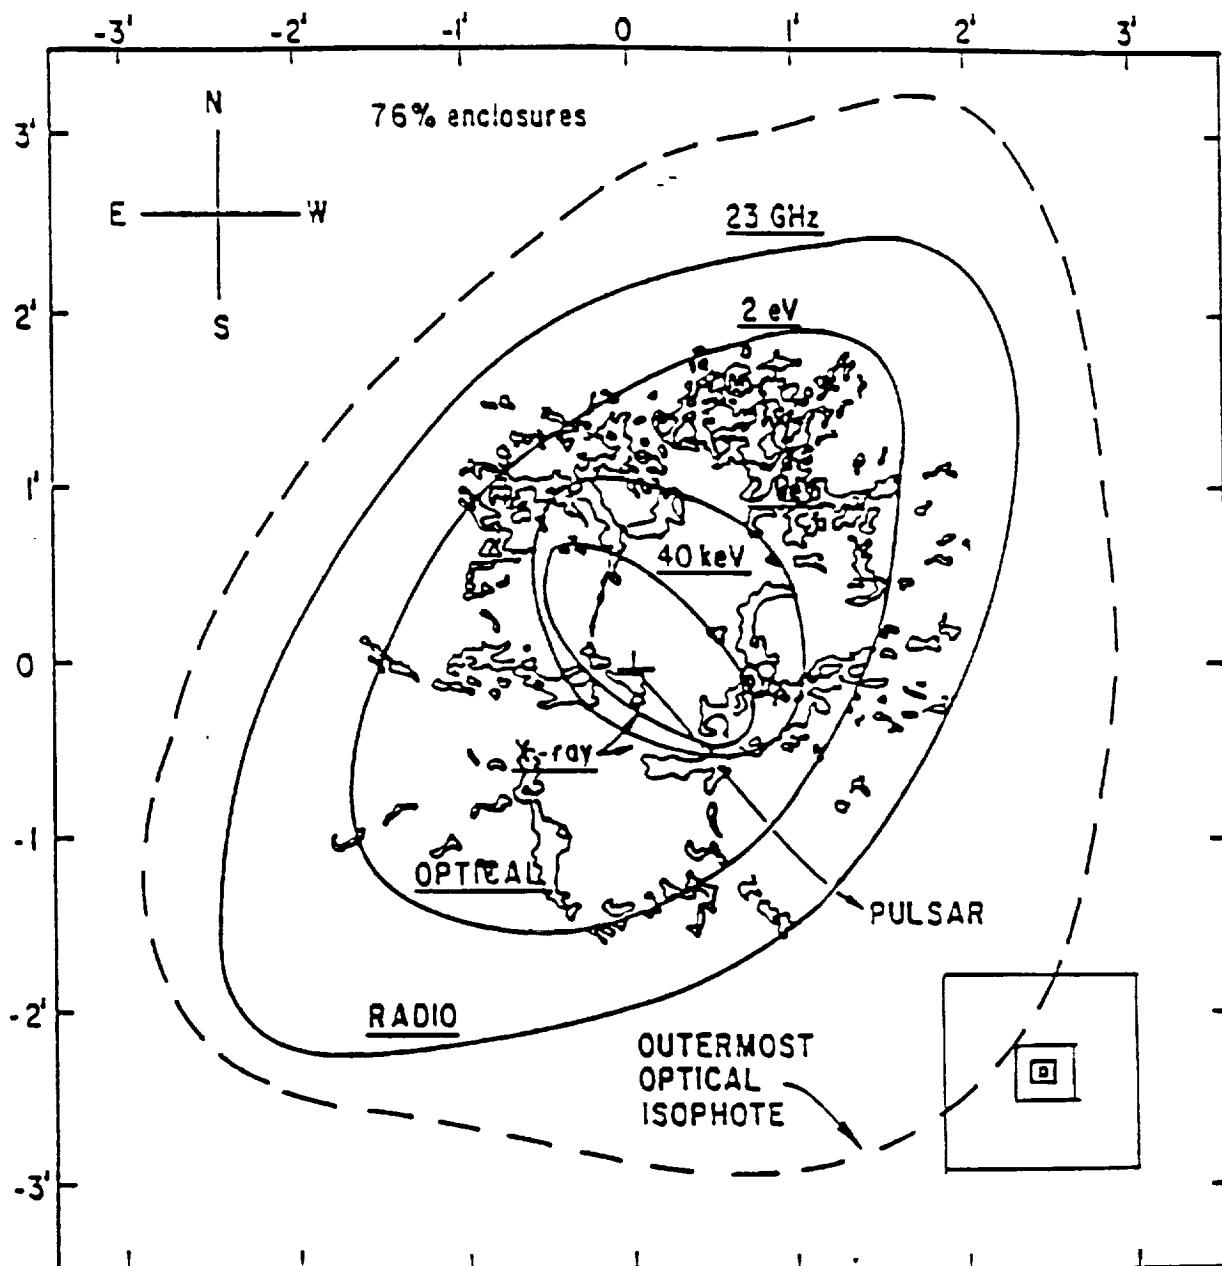 -3' -2' -1' 0 1' 2' 3'
N
76% enclosures
3'
E W
23 GHz
2'
S
2 eV
1'
40 keV
0
X-ray
-1'
OPTICAL
PULSAR
-2'
RADIO
OUTERMOST
OPTICAL
ISOPHOTE
-3'